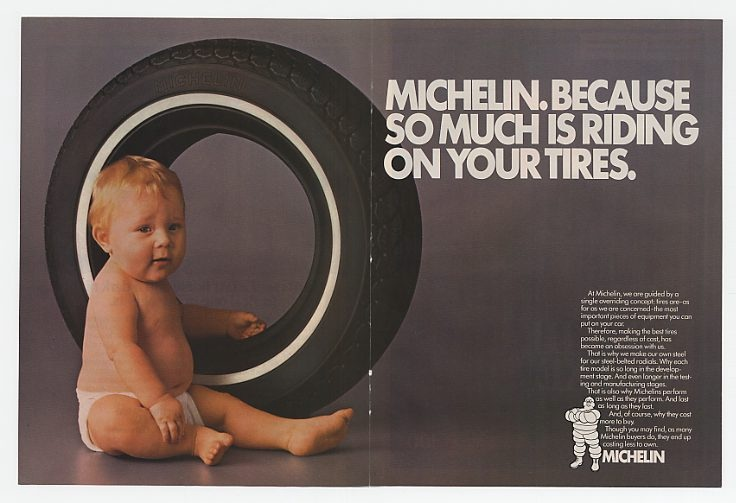 MICHELIN
MICHELIN. BECAUSE
SO MUCH IS RIDING
ON YOUR TIRES.
At Michelin, we are guided by a
single overriding concept: tires are–as
far as we are concerned–the most
important pieces of equipment you can
put on your car.
Therefore, making the best tires
possible, regardless of cost, has
become an obsession with us.
That is why we make our own steel
for our steel-belted radials. Why each
tire model is so long in the develop-
ment stage. And even longer in the test-
ing and manufacturing stages.
That is also why Michelins perform
as well as they perform. And last
as long as they last.
And, of course, why they cost
more to buy.
Though you may find, as many
Michelin buyers do, they end up
costing less to own.
MICHELIN